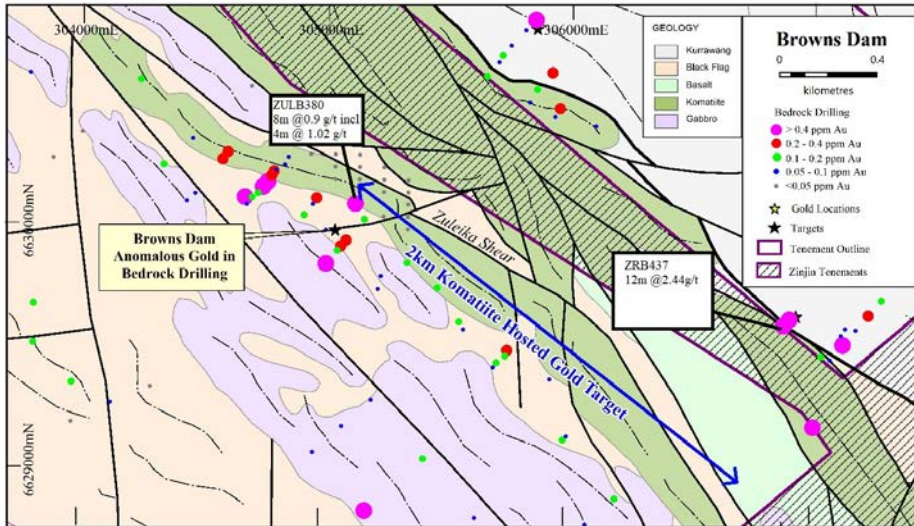 304000mE
305000mE
306000mE
6630000mN
6629000mN
ZULB380
8m @0.9 g/t incl
4m @ 1.02 g/t
Browns Dam
Anomalous Gold in
Bedrock Drilling
Zuleika Shear
2km Komatiite Hosted Gold Target
ZRB437
12m @2.44g/t
GEOLOGY
Kurrawang
Black Flag
Basalt
Komatiite
Gabbro
Browns Dam
0 0.4
kilometres
Bedrock Drilling
> 0.4 ppm Au
0.2 - 0.4 ppm Au
0.1 - 0.2 ppm Au
0.05 - 0.1 ppm Au
<0.05 ppm Au
Gold Locations
Targets
Tenement Outline
Zinjin Tenements